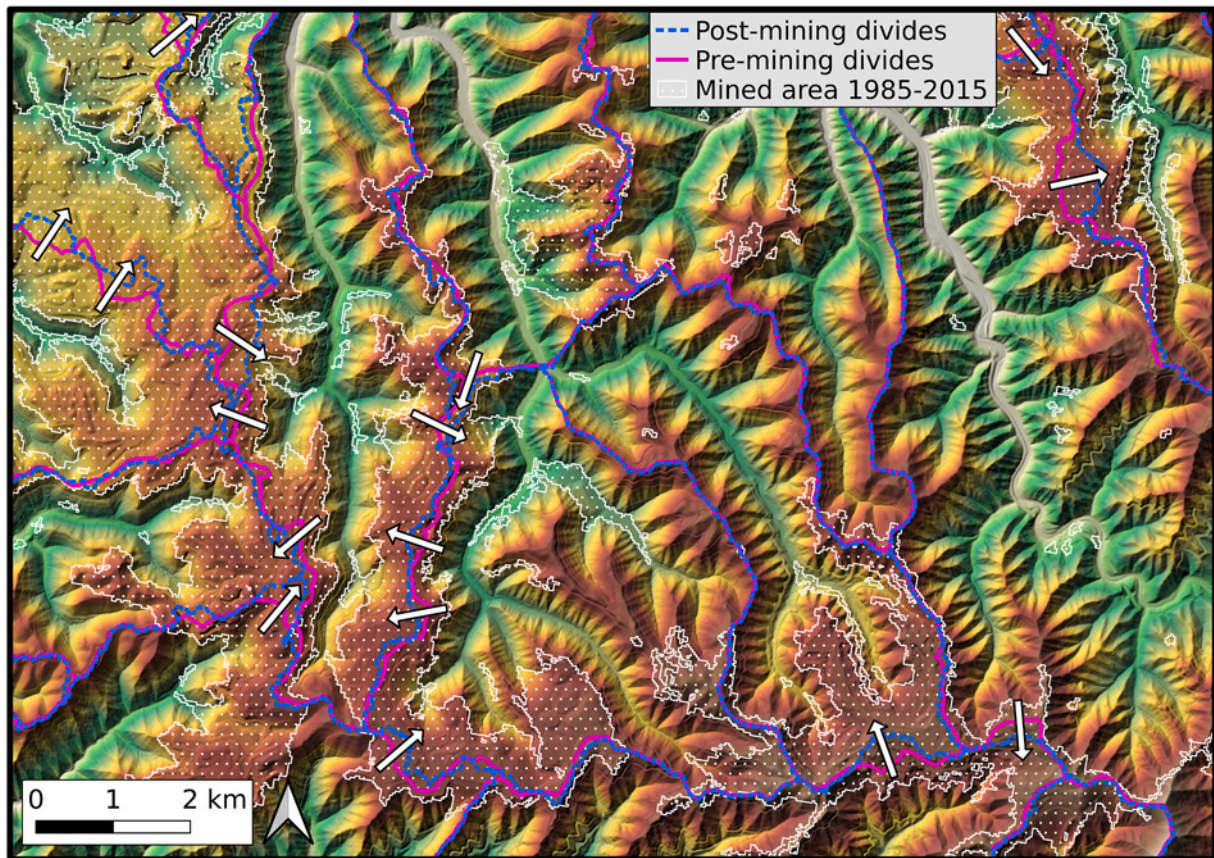 Post-mining divides
Pre-mining divides
Mined area 1985-2015
0 1 2 km